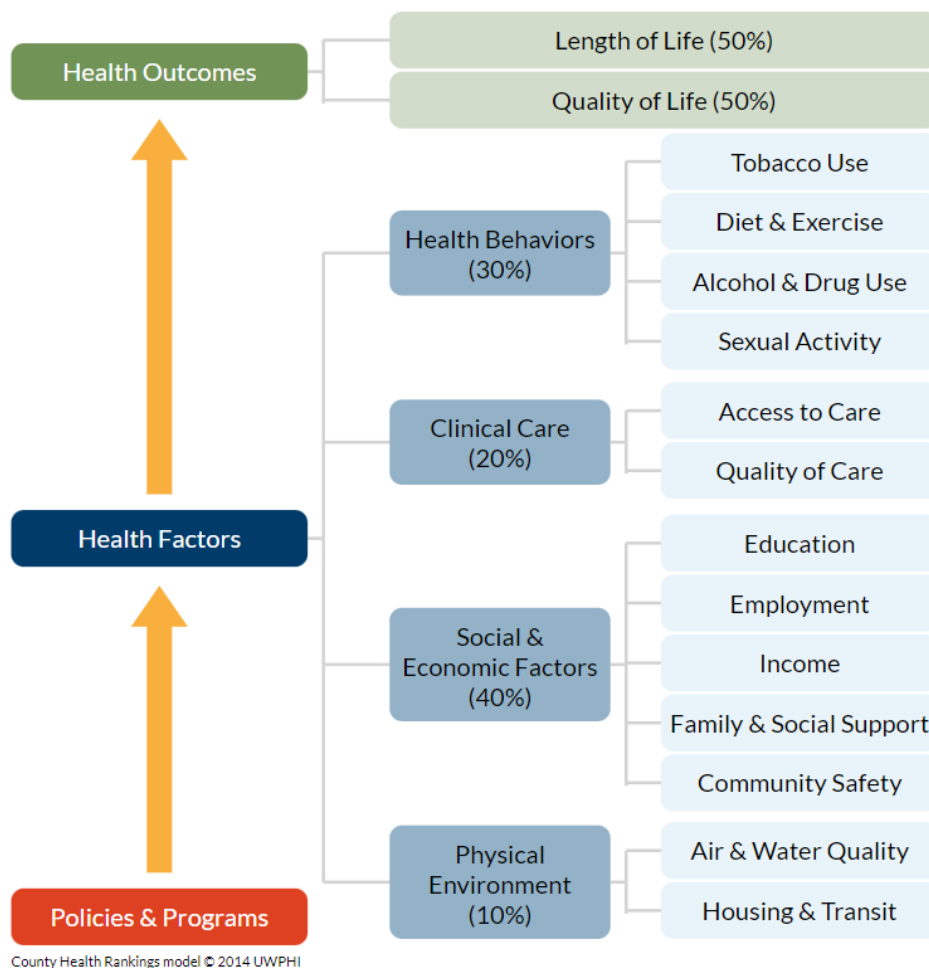 Health Outcomes
Length of Life (50%)
Quality of Life (50%)
Health Factors
Health Behaviors
(30%)
Tobacco Use
Diet & Exercise
Alcohol & Drug Use
Sexual Activity
Clinical Care
(20%)
Access to Care
Quality of Care
Social &
Economic Factors
(40%)
Education
Employment
Income
Family & Social Support
Community Safety
Physical
Environment
(10%)
Air & Water Quality
Housing & Transit
Policies & Programs
County Health Rankings model © 2014 UWPHI